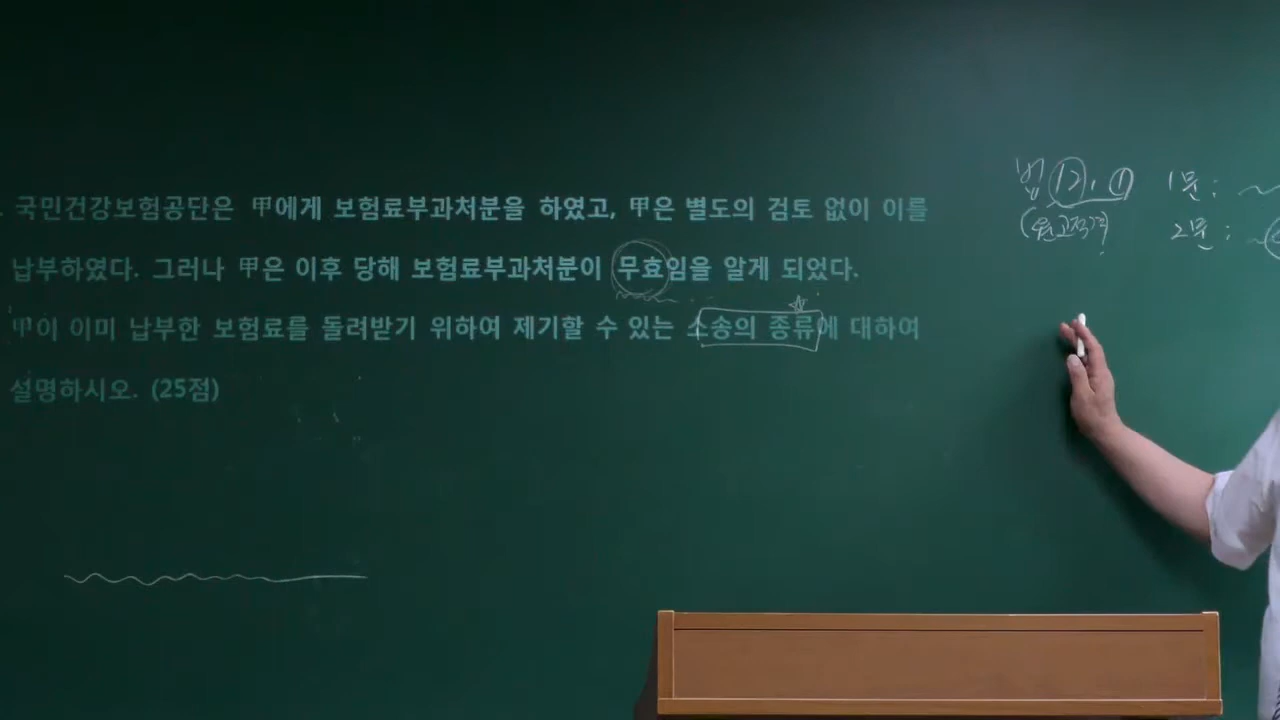 국민건강보험공단은 甲에게 보험료부과처분을 하였고, 甲은 별도의 검토 없이 이를
납부하였다. 그러나 甲은 이후 당해 보험료부과처분이 무효임을 알게 되었다.
甲이 이미 납부한 보험료를 돌려받기 위하여 제기할 수 있는 소송의 종류에 대하여
설명하시오. (25점)
법 12, ①
(원고적격)
1문 :
2문 :